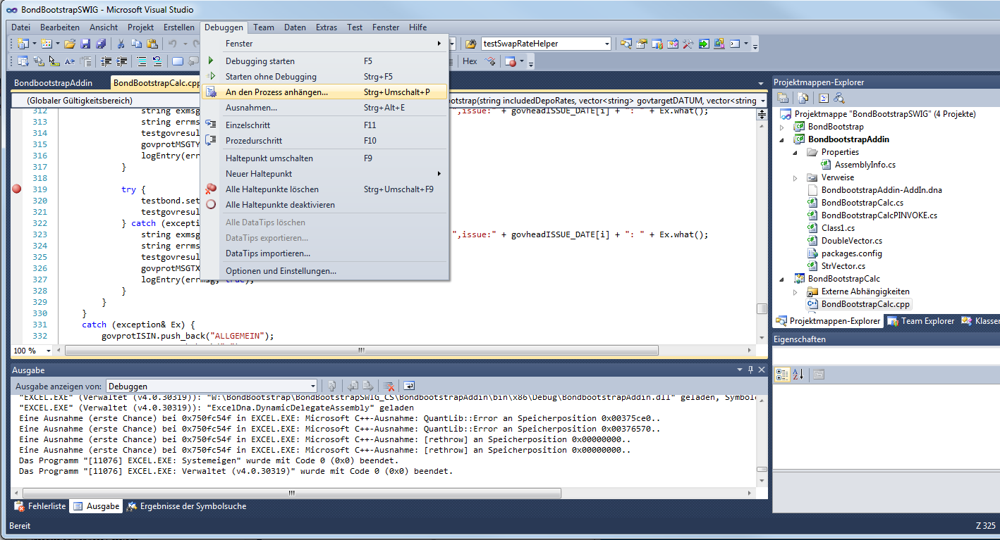 BondBootstrapSWIG - Microsoft Visual Studio
Datei Bearbeiten Ansicht Projekt Erstellen Debuggen Team Daten Extras Test Fenster Hilfe
testSwapRateHelper
Hex
BondbootstrapAddin BondBootstrapCalc.cpp
(Globaler Gültigkeitsbereich) otstrap(string includedDepoRates, vector<string> govtargetDATUM, vector<string
Fenster
Debugging starten F5
Starten ohne Debugging Strg+F5
An den Prozess anhängen... Strg+Umschalt+P
Ausnahmen... Strg+Alt+E
Einzelschritt F11
Prozedurschritt F10
Haltepunkt umschalten F9
Neuer Haltepunkt
Alle Haltepunkte löschen Strg+Umschalt+F9
Alle Haltepunkte deaktivieren
Alle DataTips löschen
DataTips exportieren...
DataTips importieren...
Optionen und Einstellungen...
312 string exmsg ",issue:" + govheadISSUE_DATE[i] + ": " + Ex.what();
313 string errms
314 testgovresul
315 govprotMSGTY
316 logEntry(err
317 }
318
319 try {
320 testbond.set
321 testgovresul
322 } catch (excepti
323 string exmsg ",issue:" + govheadISSUE_DATE[i] + ": " + Ex.what();
324 string errms
325 testgovresul
326 govprotMSGTX
327 logEntry(errmsg, true);
328 }
329 }
330 }
331 catch (exception& Ex) {
332 govprotISIN.push_back("ALLGEMEIN");
100 %
Ausgabe
Ausgabe anzeigen von: Debuggen
"EXCEL.EXE" (Verwaltet (v4.0.30319)): "W:\BondBootstrap\BondbootstrapSWIG_CS\BondbootstrapAddin\bin\x86\Debug\BondbootstrapAddin.dll" geladen, Symbole
"EXCEL.EXE" (Verwaltet (v4.0.30319)): "ExcelDna.DynamicDelegateAssembly" geladen
Eine Ausnahme (erste Chance) bei 0x750fc54f in EXCEL.EXE: Microsoft C++-Ausnahme: QuantLib::Error an Speicherposition 0x00375ce0..
Eine Ausnahme (erste Chance) bei 0x750fc54f in EXCEL.EXE: Microsoft C++-Ausnahme: QuantLib::Error an Speicherposition 0x00376570..
Eine Ausnahme (erste Chance) bei 0x750fc54f in EXCEL.EXE: Microsoft C++-Ausnahme: [rethrow] an Speicherposition 0x00000000..
Eine Ausnahme (erste Chance) bei 0x750fc54f in EXCEL.EXE: Microsoft C++-Ausnahme: [rethrow] an Speicherposition 0x00000000..
Das Programm "[11076] EXCEL.EXE: Systemeigen" wurde mit Code 0 (0x0) beendet.
Das Programm "[11076] EXCEL.EXE: Verwaltet (v4.0.30319)" wurde mit Code 0 (0x0) beendet.
Fehlerliste Ausgabe Ergebnisse der Symbolsuche
Projektmappen-Explorer
Projektmappe "BondBootstrapSWIG" (4 Projekte)
BondBootstrap
BondbootstrapAddin
Properties
AssemblyInfo.cs
Verweise
BondbootstrapAddin-AddIn.dna
BondBootstrapCalc.cs
BondBootstrapCalcPINVOKE.cs
Class1.cs
DoubleVector.cs
packages.config
StrVector.cs
BondBootstrapCalc
Externe Abhängigkeiten
BondBootstrapCalc.cpp
Projektmappen-Explorer Team Explorer Klassen
Eigenschaften
Bereit Z 325